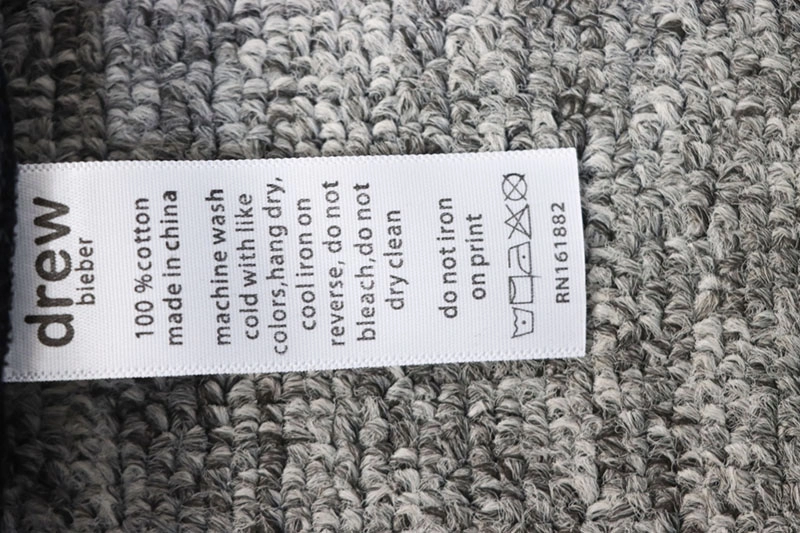 drew
bieber
100 %cotton
made in china
machine wash
cold with like
colors,hang dry,
cool iron on
reverse, do not
bleach,do not
dry clean
do not iron
on print
RN161882